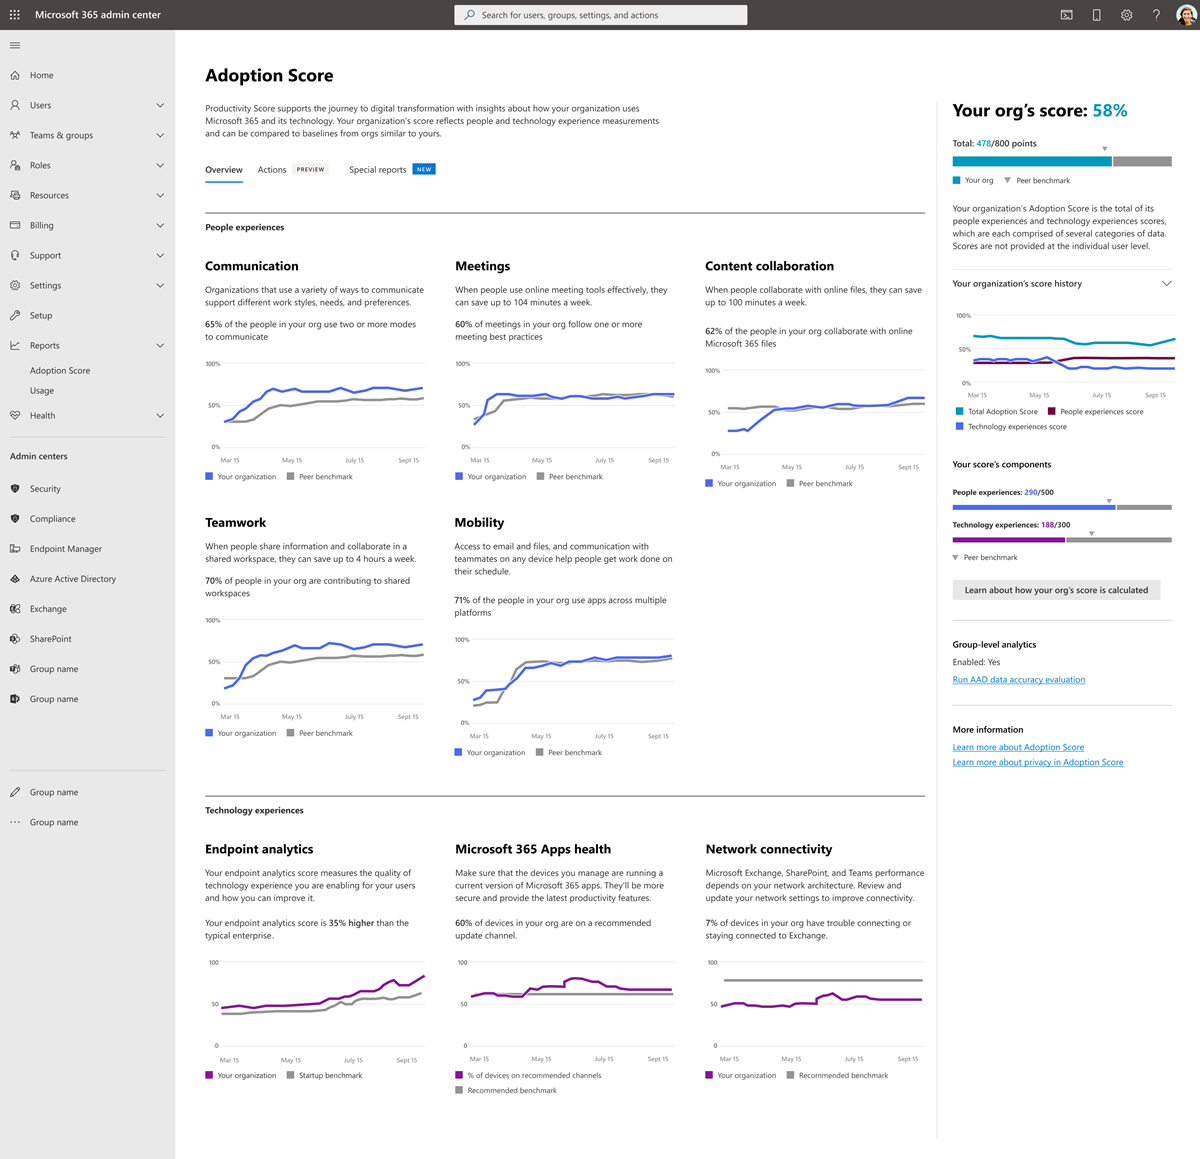 Microsoft 365 admin center
Search for users, groups, settings, and actions
Home
Users
Teams & groups
Roles
Resources
Billing
Support
Settings
Setup
Reports
Adoption Score
Usage
Health
Admin centers
Security
Compliance
Endpoint Manager
Azure Active Directory
Exchange
SharePoint
Group name
Group name
Group name
Group name
Adoption Score
Productivity Score supports the journey to digital transformation with insights about how your organization uses
Microsoft 365 and its technology. Your organization's score reflects people and technology experience measurements
and can be compared to baselines from orgs similar to yours.
Overview
Actions
PREVIEW
Special reports
NEW
People experiences
Communication
Organizations that use a variety of ways to communicate
support different work styles, needs, and preferences.
65% of the people in your org use two or more modes
to communicate
100%
50%
0%
Mar 15
May 15
July 15
Sept 15
Your organization
Peer benchmark
Meetings
When people use online meeting tools effectively, they
can save up to 104 minutes a week.
60% of meetings in your org follow one or more
meeting best practices
100%
50%
0%
Mar 15
May 15
July 15
Sept 15
Your organization
Peer benchmark
Content collaboration
When people collaborate with online files, they can save
up to 100 minutes a week.
62% of the people in your org collaborate with online
Microsoft 365 files
100%
50%
0%
Mar 15
May 15
July 15
Sept 15
Your organization
Peer benchmark
Teamwork
When people share information and collaborate in a
shared workspace, they can save up to 4 hours a week.
70% of people in your org are contributing to shared
workspaces
100%
50%
0%
Mar 15
May 15
July 15
Sept 15
Your organization
Peer benchmark
Mobility
Access to email and files, and communication with
teammates on any device help people get work done on
their schedule.
71% of the people in your org use apps across multiple
platforms
100%
50%
0%
Mar 15
May 15
July 15
Sept 15
Your organization
Peer benchmark
Technology experiences
Endpoint analytics
Your endpoint analytics score measures the quality of
technology experience you are enabling for your users
and how you can improve it.
Your endpoint analytics score is 35% higher than the
typical enterprise.
100
50
0
Mar 15
May 15
July 15
Sept 15
Your organization
Startup benchmark
Microsoft 365 Apps health
Make sure that the devices you manage are running a
current version of Microsoft 365 apps. They'll be more
secure and provide the latest productivity features.
60% of devices in your org are on a recommended
update channel.
100
50
0
Mar 15
May 15
July 15
Sept 15
% of devices on recommended channels
Recommended benchmark
Network connectivity
Microsoft Exchange, SharePoint, and Teams performance
depends on your network architecture. Review and
update your network settings to improve connectivity.
7% of devices in your org have trouble connecting or
staying connected to Exchange.
100
50
0
Mar 15
May 15
July 15
Sept 15
Your organization
Recommended benchmark
Your org's score: 58%
Total: 478/800 points
Your org
Peer benchmark
Your organization's Adoption Score is the total of its
people experiences and technology experiences scores,
which are each comprised of several categories of data.
Scores are not provided at the individual user level.
Your organization's score history
100%
50%
0%
Mar 15
May 15
July 15
Sept 15
Total Adoption Score
People experiences score
Technology experiences score
Your score's components
People experiences: 290/500
Technology experiences: 188/300
Peer benchmark
Learn about how your org's score is calculated
Group-level analytics
Enabled: Yes
Run AAD data accuracy evaluation
More information
Learn more about Adoption Score
Learn more about privacy in Adoption Score